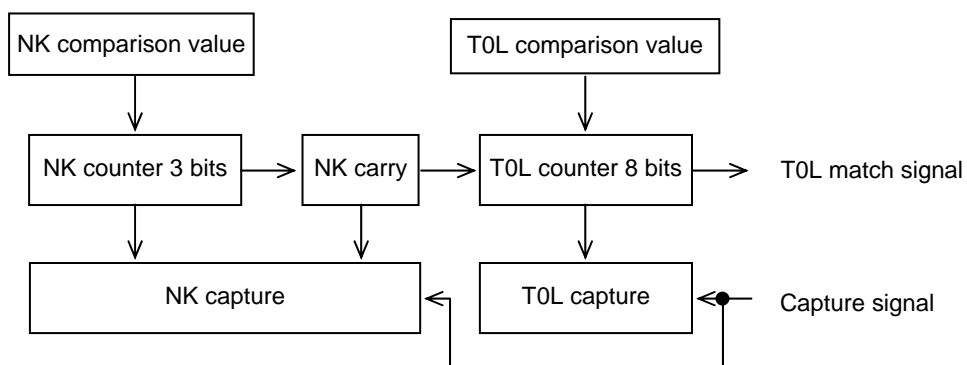 NK comparison value
T0L comparison value
NK counter 3 bits
NK carry
T0L counter 8 bits
T0L match signal
NK capture
T0L capture
Capture signal